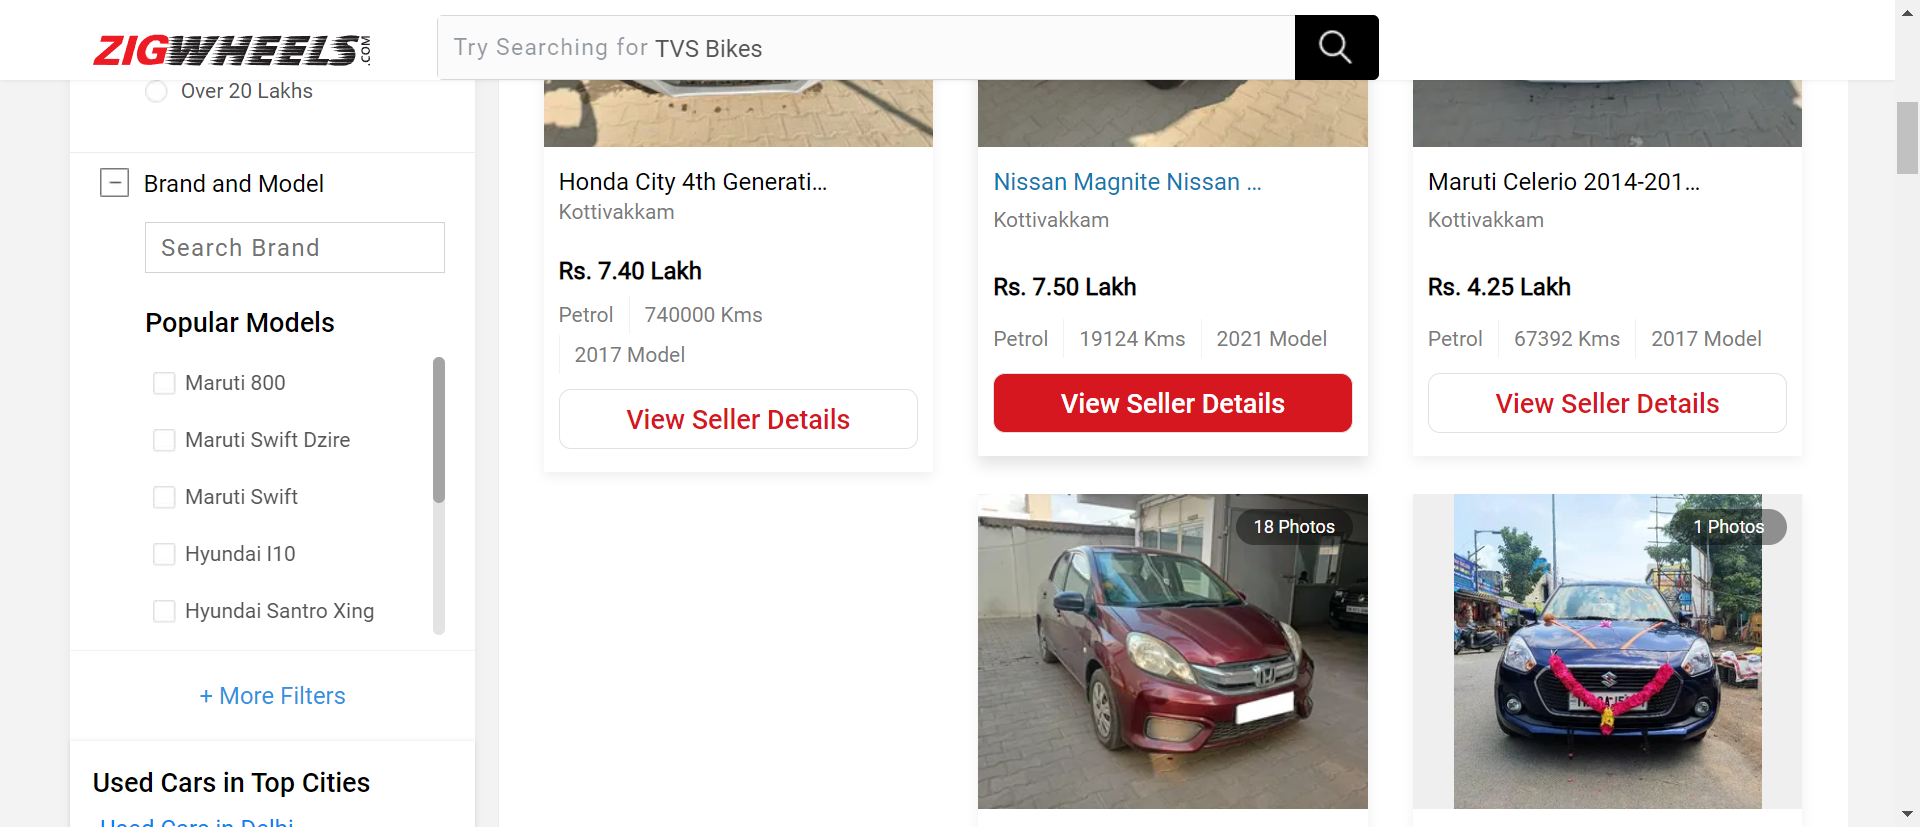 ZIGWHEELS.COM
Try Searching for TVS Bikes
Over 20 Lakhs
Brand and Model
Search Brand
Popular Models
Maruti 800
Maruti Swift Dzire
Maruti Swift
Hyundai I10
Hyundai Santro Xing
+ More Filters
Used Cars in Top Cities
Used Cars in Delhi
Honda City 4th Generati...
Kottivakkam
Rs. 7.40 Lakh
Petrol 740000 Kms
2017 Model
View Seller Details
Nissan Magnite Nissan ...
Kottivakkam
Rs. 7.50 Lakh
Petrol 19124 Kms 2021 Model
View Seller Details
Maruti Celerio 2014-201...
Kottivakkam
Rs. 4.25 Lakh
Petrol 67392 Kms 2017 Model
View Seller Details
18 Photos
1 Photos